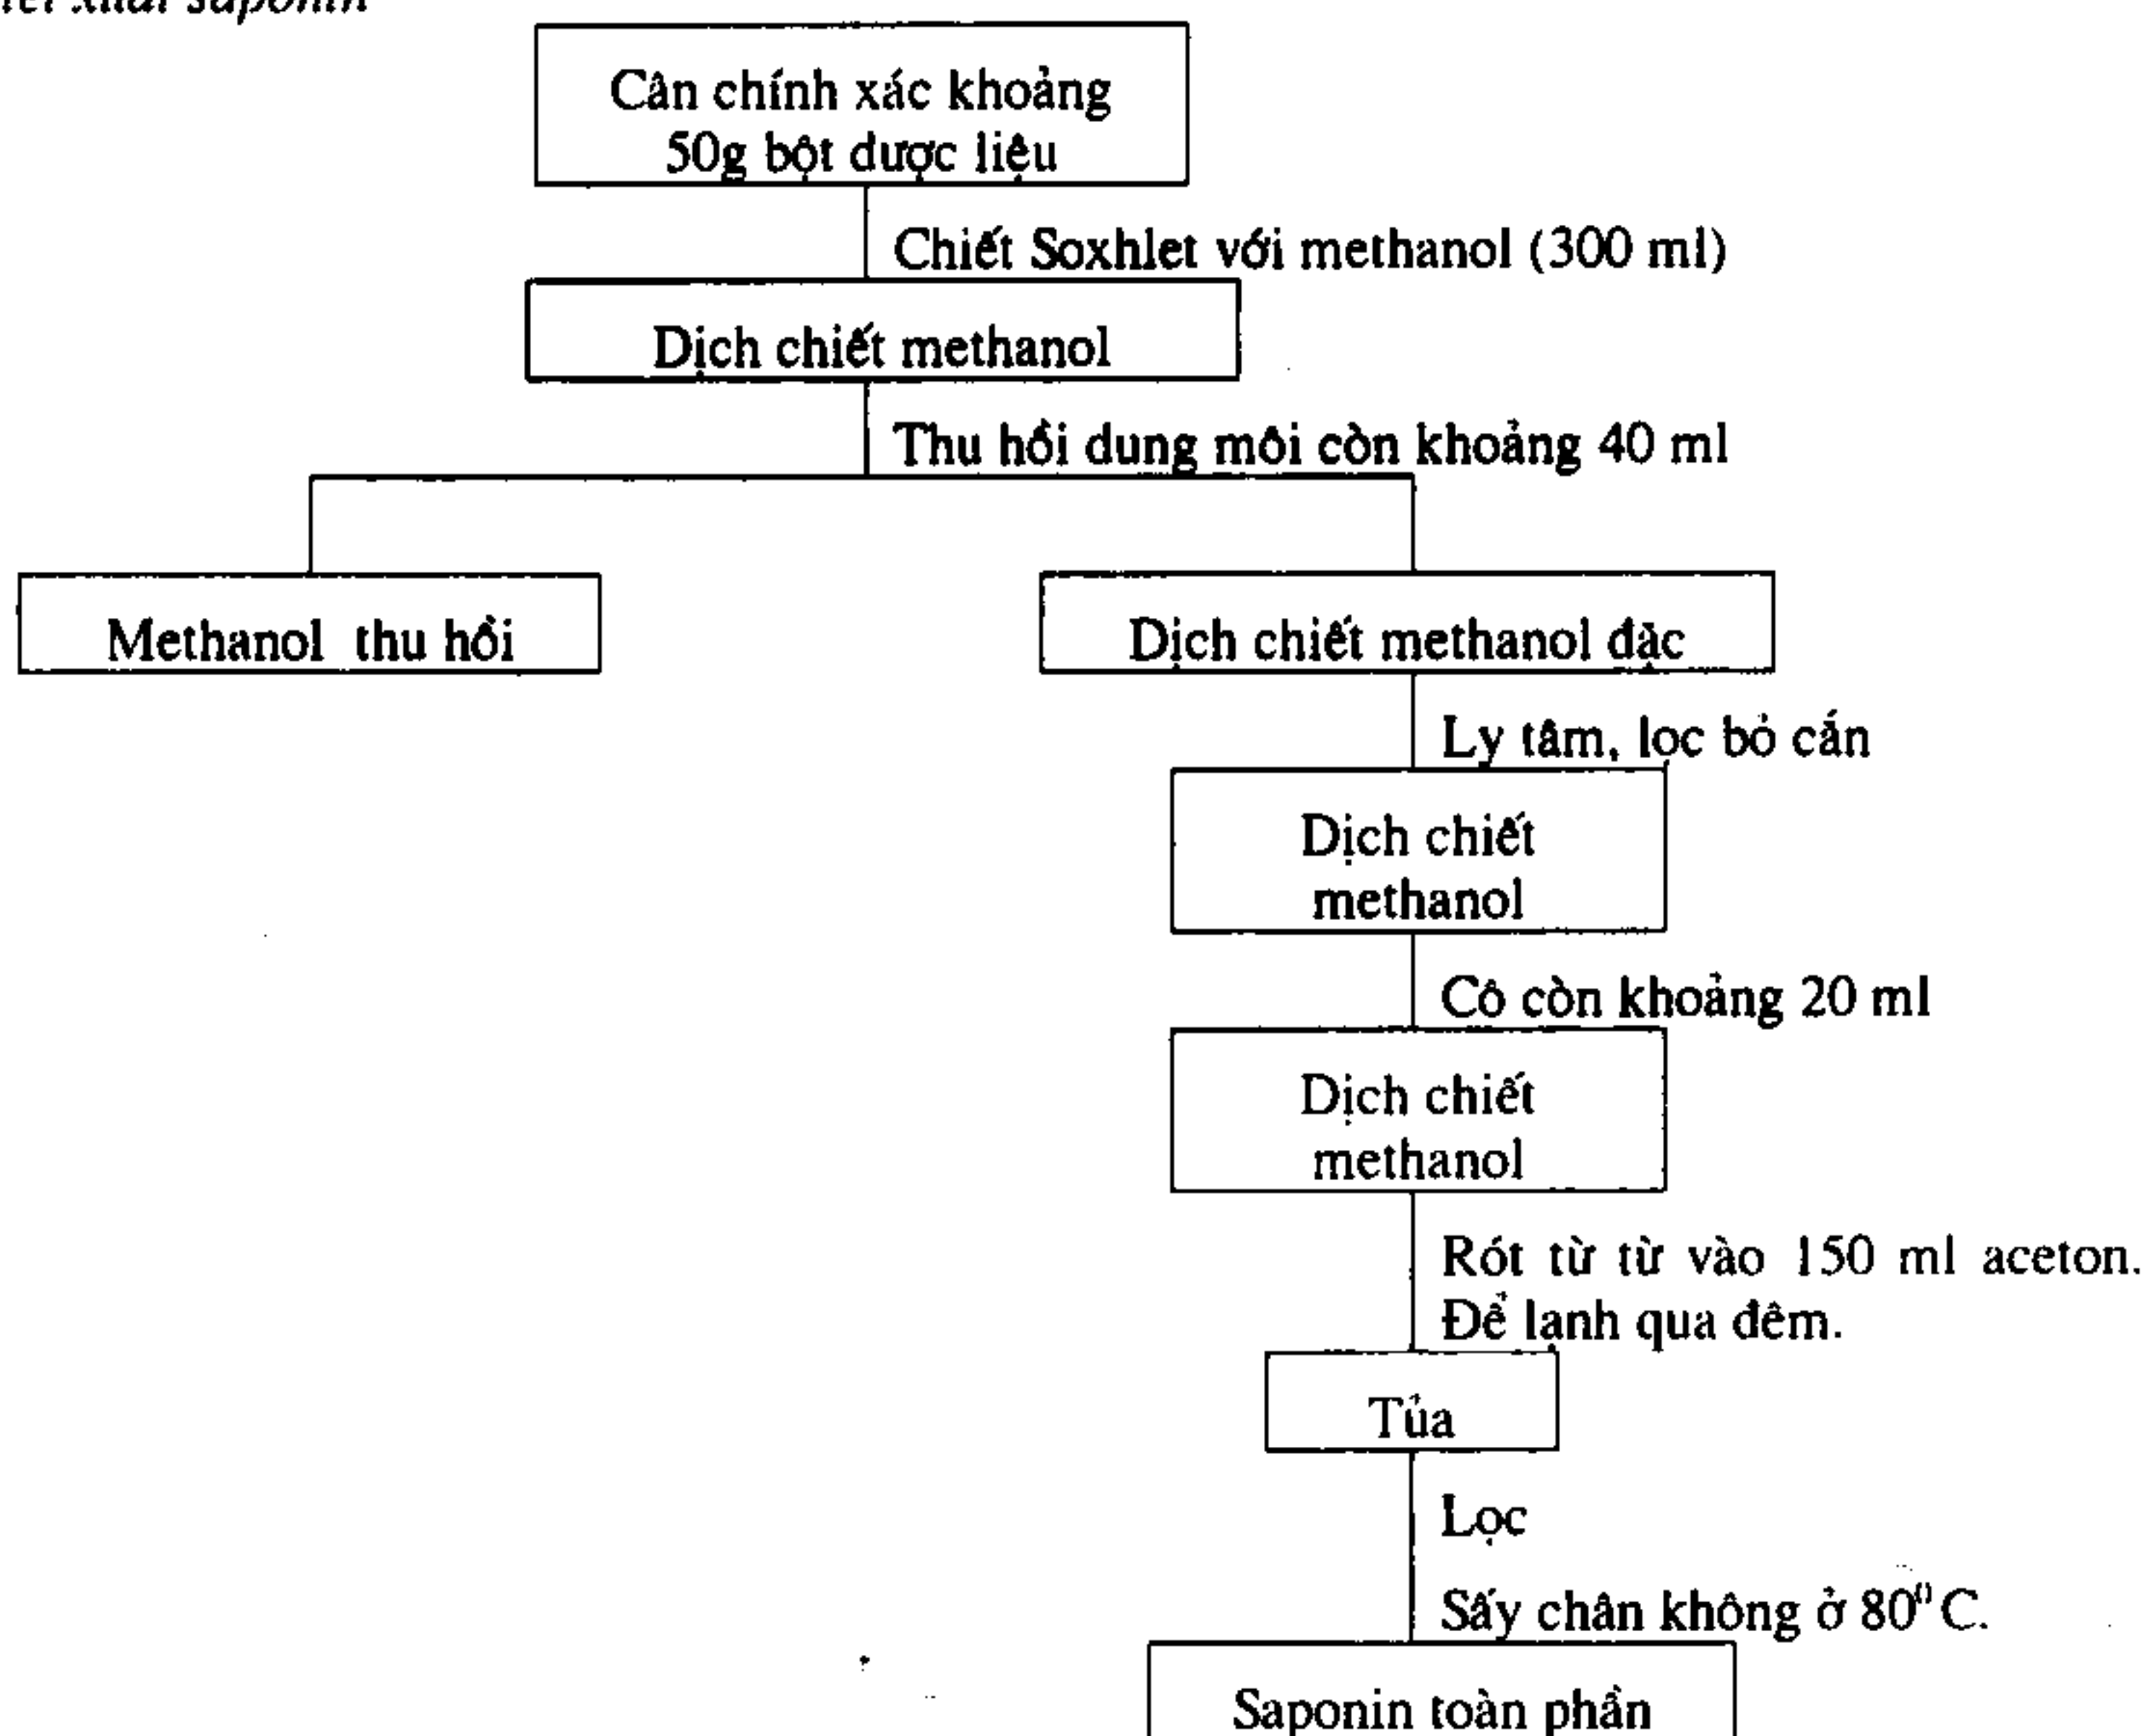 saponin
Cân chính xác khoảng
50g bột dược liệu
Chiết Soxhlet với methanol (300 ml)
Dịch chiết methanol
Thu hồi dung môi còn khoảng 40 ml
Methanol thu hồi
Dịch chiết methanol đặc
Ly tâm, lọc bỏ cắn
Dịch chiết
methanol
Cô còn khoảng 20 ml
Dịch chiết
methanol
Rót từ từ vào 150 ml aceton.
Để lạnh qua đêm.
Tủa
Lọc
Sấy chân không ở 80⁰C.
Saponin toàn phần